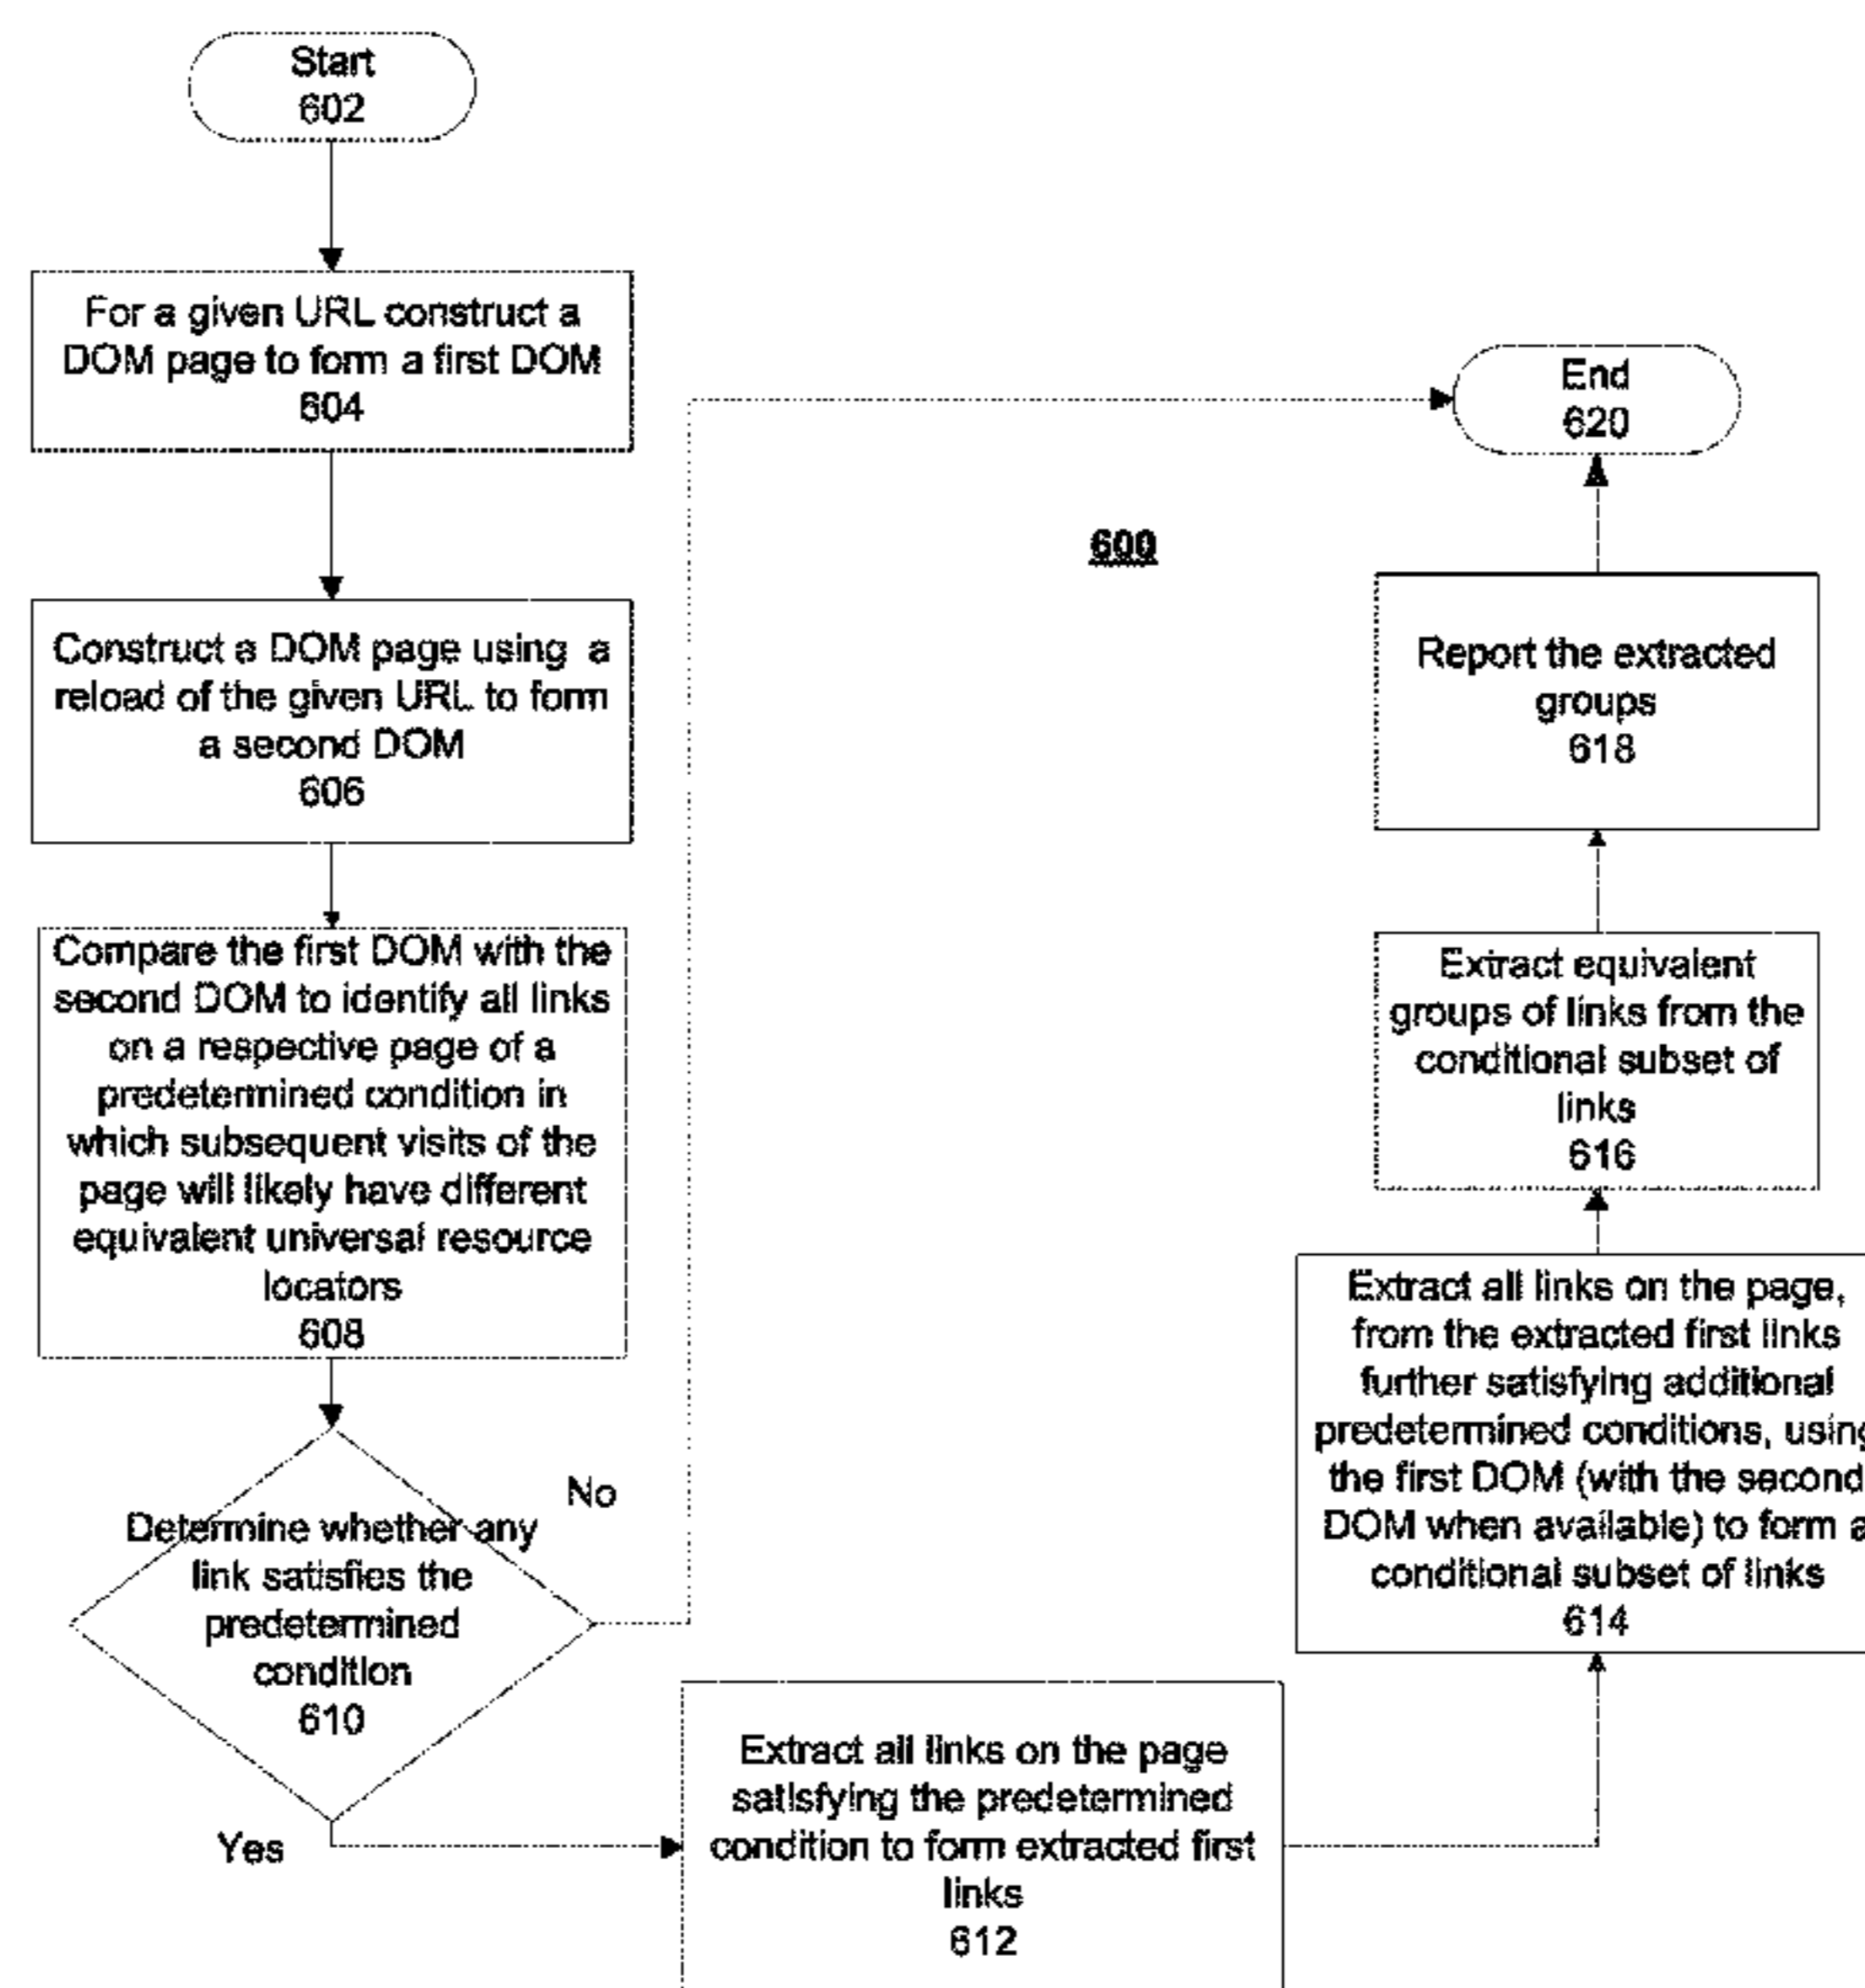 Start
602
For a given URL construct a
DOM page to form a first DOM
604
Construct a DOM page using a
reload of the given URL to form
a second DOM
606
Compare the first DOM with the
second DOM to identify all links
on a respective page of a
predetermined condition in
which subsequent visits of the
page will likely have different
equivalent universal resource
locators
608
Determine whether any
link satisfies the
predetermined
condition
610
No
Yes
Extract all links on the page
satisfying the predetermined
condition to form extracted first
links
612
Extract all links on the page,
from the extracted first links
further satisfying additional
predetermined conditions, using
the first DOM (with the second
DOM when available) to form a
conditional subset of links
614
Extract equivalent
groups of links from the
conditional subset of
links
616
Report the extracted
groups
618
End
620
600